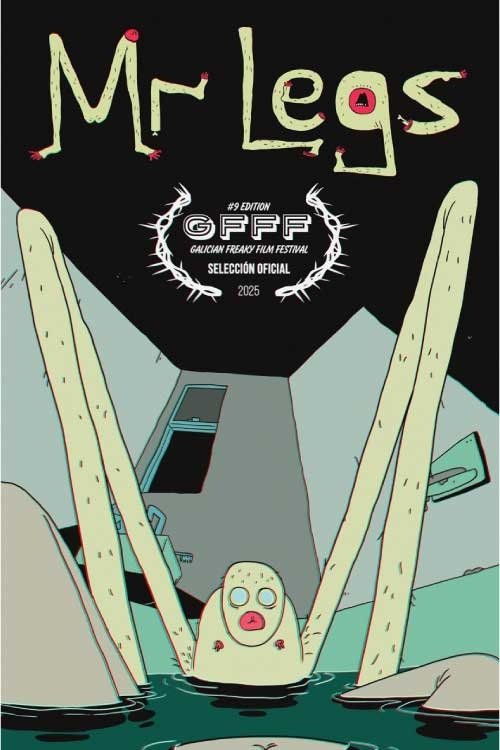 Mr Legs
#9 EDITION
GFFF
GALICIAN FREAKY FILM FESTIVAL
SELECCIÓN OFICIAL
2025